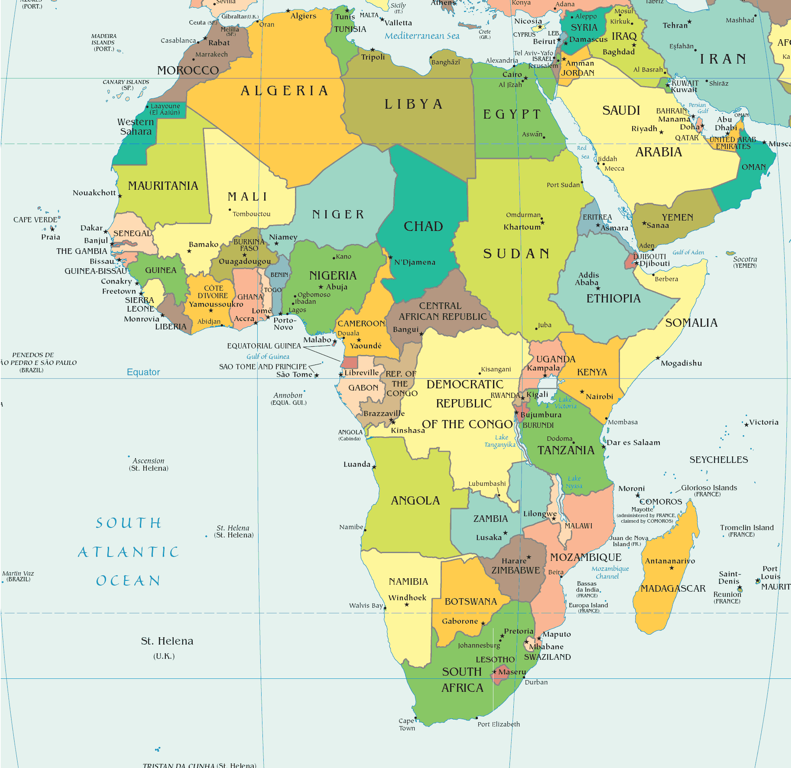 Sevilla
Gibraltar (U.K.)
Ceuta (SP.)
Melilla
(SP.)
Oran
Algiers
Tunis
TUNISIA
Sicily
(It.)
MALTA
Valletta
Athens
Crete
(GR.)
Konya
Adana
Nicosia
CYPRUS
LEB.
Beirut
Aleppo
SYRIA
Damascus
Mosul
Kirkuk
IRAQ
Baghdad
Tehran
Mashhad
Eşfahān
IRAN
Shīrāz
(PORT.)
MADEIRA
ISLANDS
(PORT.)
Casablanca
Rabat
Marrakech
MOROCCO
Mediterranean Sea
Tripoli
Banghāzī
Alexandria
Cairo
Al Jīzah
Tel Aviv-Yafo
ISRAEL
Jerusalem
Amman
JORDAN
Al Basrah
KUWAIT
Kuwait
CANARY ISLANDS
(SP.)
Laayoune
(El Aaiún)
Western
Sahara
ALGERIA
LIBYA
EGYPT
Aswān
SAUDI
ARABIA
Riyadh
BAHRAIN
Manama
Persian
Gulf
Doha
QATAR
Abu
Dhabi
OMAN
UNITED ARAB
EMIRATES
Musca
OMAN
Red
Sea
Jiddah
Mecca
Nouakchott
MAURITANIA
MALI
Tombouctou
NIGER
CHAD
SUDAN
Port Sudan
Omdurman
Khartoum
ERITREA
Asmara
YEMEN
Sanaa
Aden
Gulf of Aden
Socotra
(YEMEN)
CAPE VERDE
Praia
Dakar
SENEGAL
Banjul
THE GAMBIA
Bissau
GUINEA-BISSAU
GUINEA
Conakry
Freetown
SIERRA
LEONE
Monrovia
LIBERIA
Bamako
BURKINA
FASO
Ouagadougou
Niamey
Kano
NIGERIA
Abuja
N'Djamena
DJIBOUTI
Djibouti
Berbera
Addis
Ababa
ETHIOPIA
SOMALIA
CÔTE
D'IVOIRE
Yamoussoukro
Abidjan
GHANA
Accra
TOGO
Lomé
BENIN
Porto-
Novo
Ogbomoso
Ibadan
Lagos
CENTRAL
AFRICAN REPUBLIC
Bangui
Juba
CAMEROON
Douala
Yaoundé
Malabo
EQUATORIAL GUINEA
Gulf of Guinea
SAO TOME AND PRINCIPE
São Tome
Libreville
GABON
REP. OF
THE
CONGO
Brazzaville
Kinshasa
Kisangani
DEMOCRATIC
REPUBLIC
OF THE CONGO
UGANDA
Kampala
KENYA
Nairobi
Mogadishu
PENEDOS DE
ÃO PEDRO E SÃO PAULO
(BRAZIL)
Equator
Annobon
(EQUA. GUI.)
RWANDA
Kigali
Lake
Victoria
Bujumbura
BURUNDI
Mombasa
Dodoma
Dar es Salaam
TANZANIA
Lake
Tanganyika
Victoria
SEYCHELLES
ANGOLA
(Cabinda)
Luanda
Lubumbashi
Lake
Nyasa
Moroni
COMOROS
Mayotte
(administered by FRANCE,
claimed by COMOROS)
Glorioso Islands
(FRANCE)
Ascension
(St. Helena)
ANGOLA
ZAMBIA
Lusaka
Lilongwe
MALAWI
Juan de Nova
Island (FR.)
Tromelin Island
(FRANCE)
SOUTH
ATLANTIC
OCEAN
St. Helena
(St. Helena)
Namibe
Harare
ZIMBABWE
MOZAMBIQUE
Beira
Mozambique
Channel
Antananarivo
MADAGASCAR
Saint-
Denis
Reunion
(FRANCE)
Port
Louis
MAURIT
Martin Vaz
(BRAZIL)
NAMIBIA
Windhoek
Walvis Bay
BOTSWANA
Gaborone
Bassas
da India
(FRANCE)
Europa Island
(FRANCE)
Pretoria
Johannesburg
Maputo
Mbabane
SWAZILAND
St. Helena
(U.K.)
LESOTHO
Maseru
SOUTH
AFRICA
Durban
Cape
Town
Port Elizabeth
TRISTAN DA CUNHA (St. Helena)